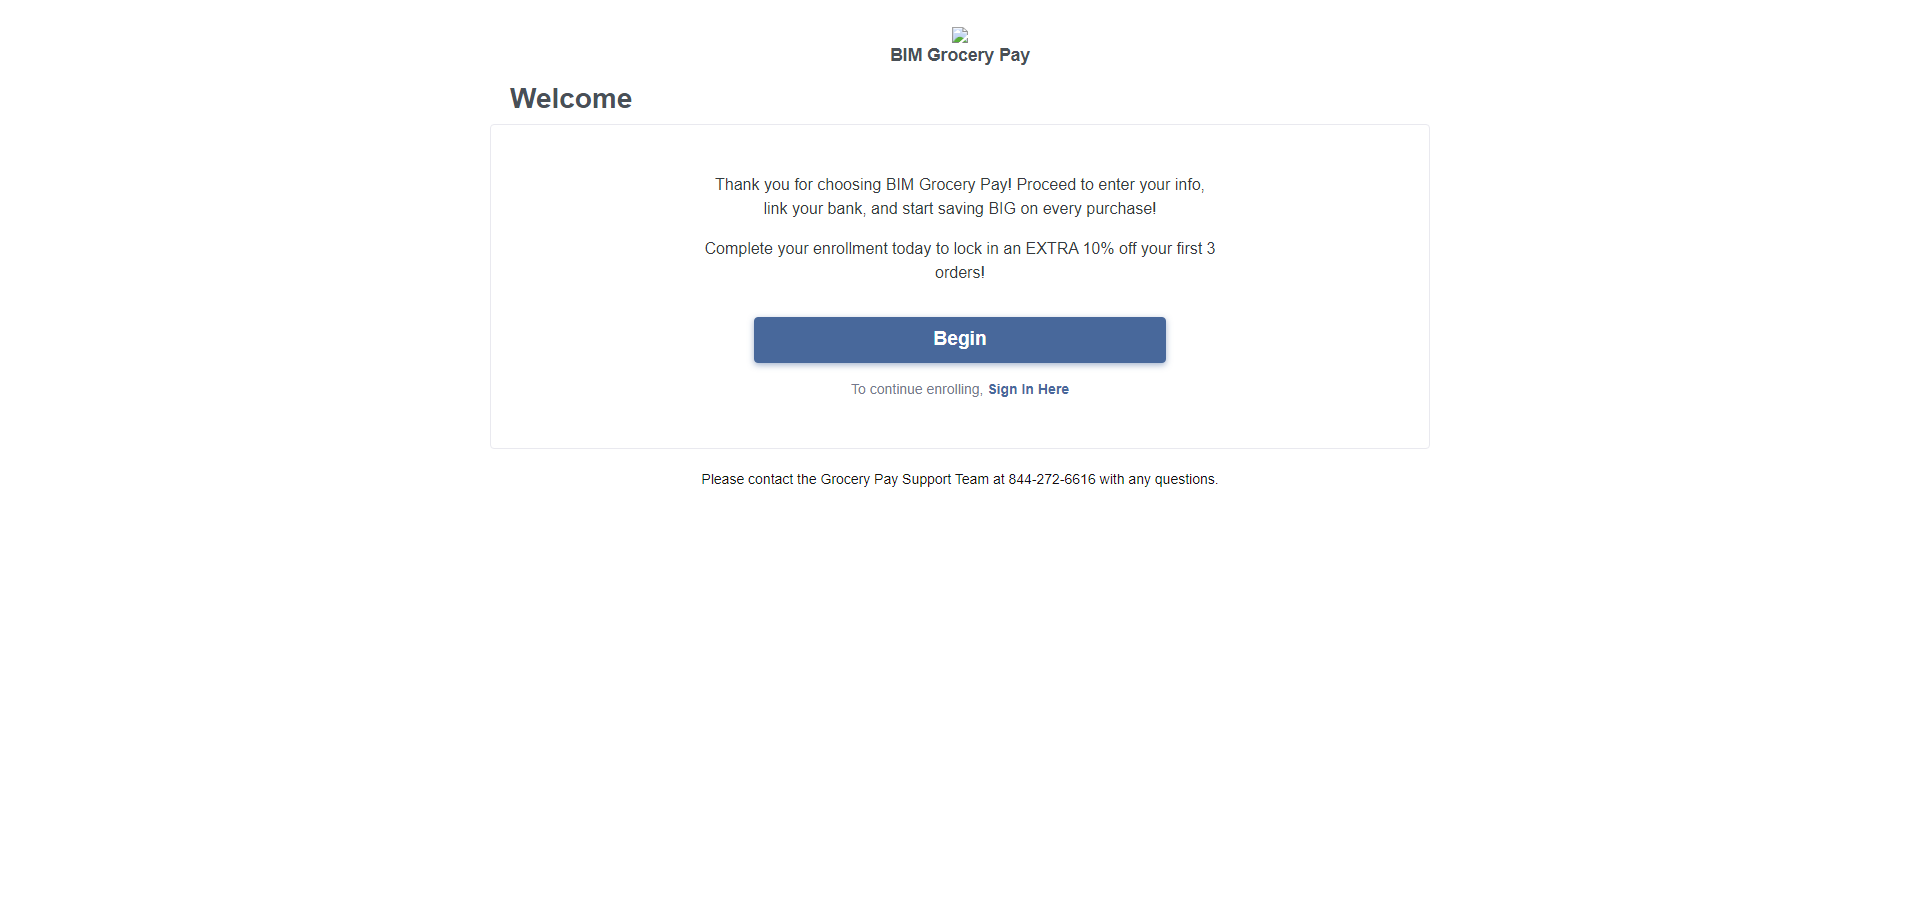 BIM Grocery Pay
Welcome
Thank you for choosing BIM Grocery Pay! Proceed to enter your info,
link your bank, and start saving BIG on every purchase!
Complete your enrollment today to lock in an EXTRA 10% off your first 3
orders!
Begin
To continue enrolling, Sign In Here
Please contact the Grocery Pay Support Team at 844-272-6616 with any questions.